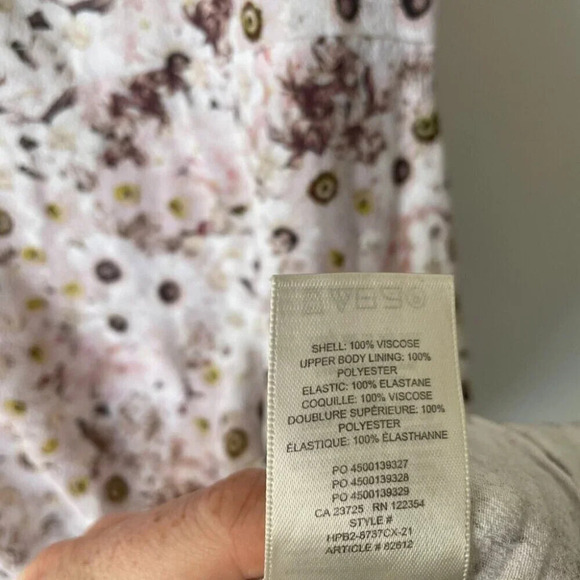 SHELL: 100% VISCOSE
UPPER BODY LINING: 100%
POLYESTER
ELASTIC: 100% ELASTANE
COQUILLE: 100% VISCOSE
DOUBLURE SUPÉRIEURE: 100%
POLYESTER
ÉLASTIQUE: 100% ÉLASTHANNE
PO 4500139327
PO 4500139328
PO 4500139329
CA 23725 RN 122354
STYLE #
HPB2-8737CX-21
ARTICLE # 82612